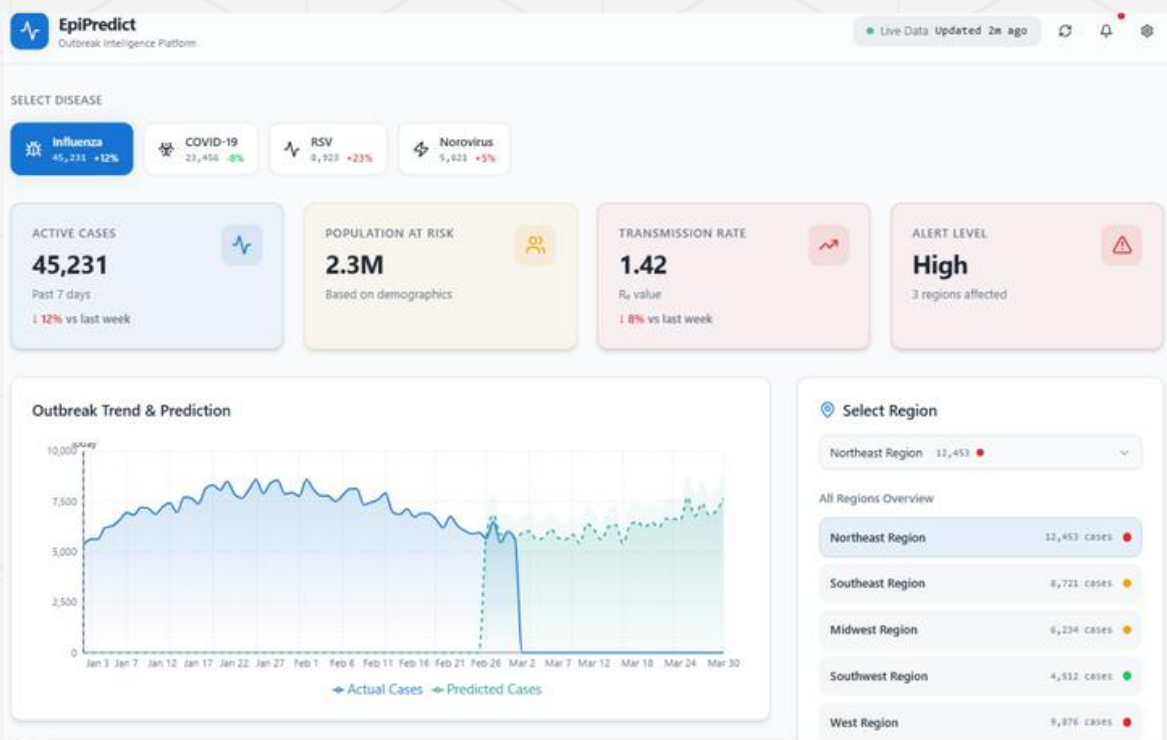 EpiPredict
Outbreak Intelligence Platform
Live Data Updated 2m ago
SELECT DISEASE
Influenza
45,231 +12%
COVID-19
23,456 -8%
RSV
8,923 +23%
Norovirus
5,621 +5%
ACTIVE CASES
45,231
Past 7 days
↓ 12% vs last week
POPULATION AT RISK
2.3M
Based on demographics
TRANSMISSION RATE
1.42
R₀ value
↓ 8% vs last week
ALERT LEVEL
High
3 regions affected
Outbreak Trend & Prediction
Today
10,000
7,500
5,000
2,500
0
Jan 3 Jan 7 Jan 12 Jan 17 Jan 22 Jan 27 Feb 1 Feb 6 Feb 11 Feb 16 Feb 21 Feb 26 Mar 2 Mar 7 Mar 12 Mar 18 Mar 24 Mar 30
Actual Cases Predicted Cases
Select Region
Northeast Region 12,453
All Regions Overview
Northeast Region 12,453 cases
Southeast Region 8,721 cases
Midwest Region 6,234 cases
Southwest Region 4,512 cases
West Region 9,876 cases